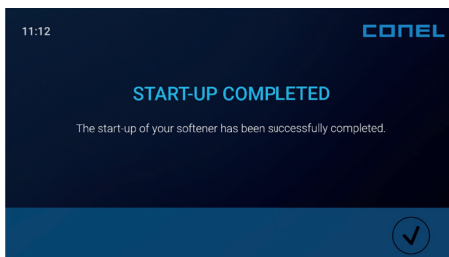 11:12
CONEL
START-UP COMPLETED
The start-up of your softener has been successfully completed.